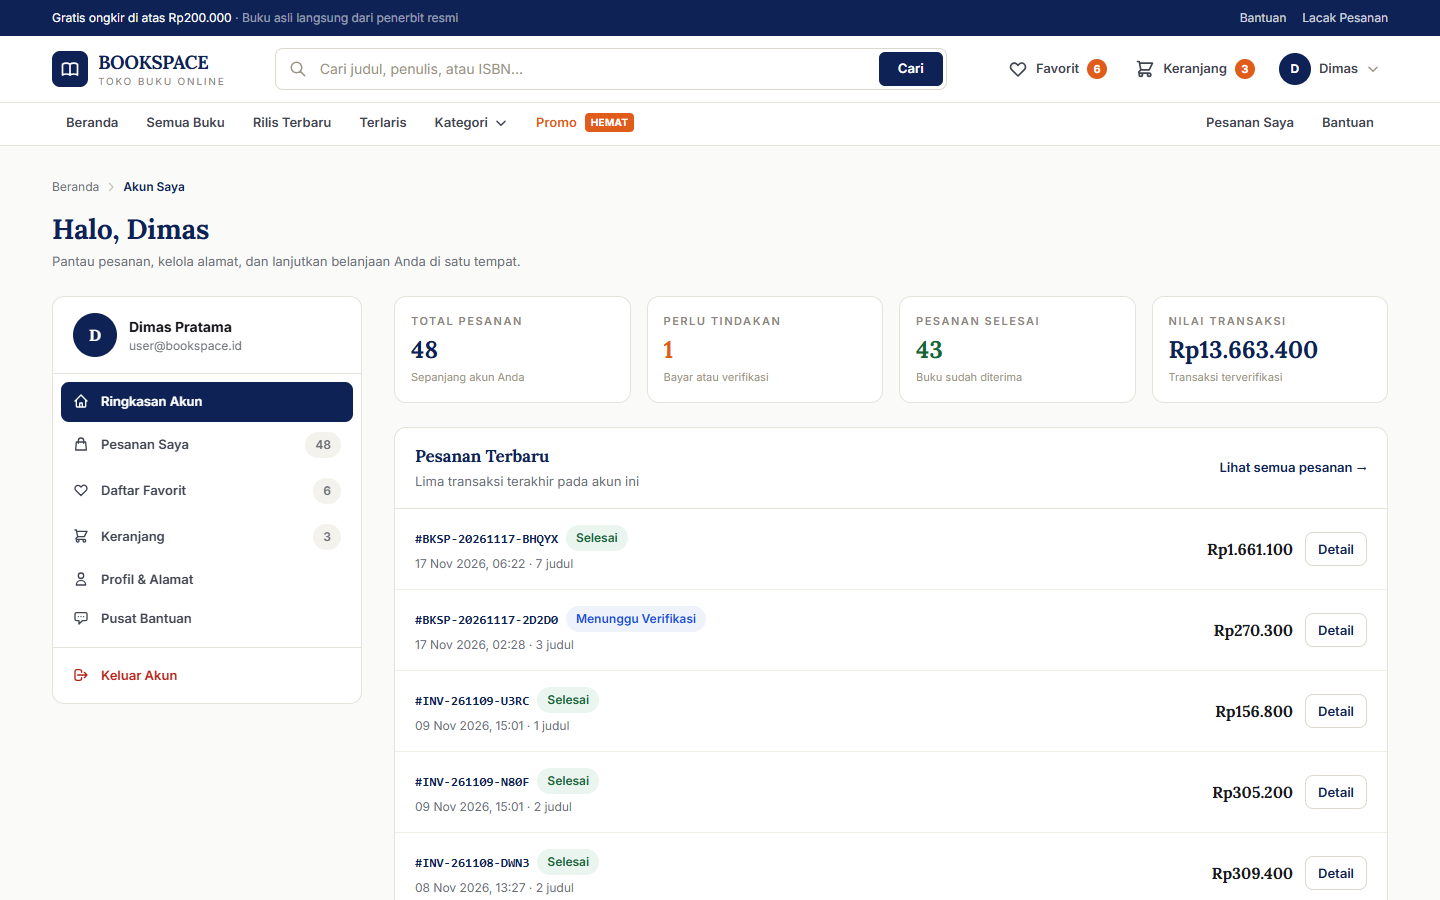 Gratis ongkir di atas Rp200.000 · Buku asli langsung dari penerbit resmi
Bantuan Lacak Pesanan
BOOKSPACE
TOKO BUKU ONLINE
Cari judul, penulis, atau ISBN...
Cari
Favorit 6
Keranjang 3
D Dimas
Beranda Semua Buku Rilis Terbaru Terlaris Kategori Promo HEMAT
Pesanan Saya Bantuan
Beranda Akun Saya
Halo, Dimas
Pantau pesanan, kelola alamat, dan lanjutkan belanjaan Anda di satu tempat.
D
Dimas Pratama
user@bookspace.id
Ringkasan Akun
Pesanan Saya 48
Daftar Favorit 6
Keranjang 3
Profil & Alamat
Pusat Bantuan
Keluar Akun
TOTAL PESANAN
48
Sepanjang akun Anda
PERLU TINDAKAN
1
Bayar atau verifikasi
PESANAN SELESAI
43
Buku sudah diterima
NILAI TRANSAKSI
Rp13.663.400
Transaksi terverifikasi
Pesanan Terbaru
Lima transaksi terakhir pada akun ini
Lihat semua pesanan →
#BKSP-20261117-BHQYX Selesai
17 Nov 2026, 06:22 · 7 judul
Rp1.661.100 Detail
#BKSP-20261117-2D2D0 Menunggu Verifikasi
17 Nov 2026, 02:28 · 3 judul
Rp270.300 Detail
#INV-261109-U3RC Selesai
09 Nov 2026, 15:01 · 1 judul
Rp156.800 Detail
#INV-261109-N80F Selesai
09 Nov 2026, 15:01 · 2 judul
Rp305.200 Detail
#INV-261108-DWN3 Selesai
08 Nov 2026, 13:27 · 2 judul
Rp309.400 Detail